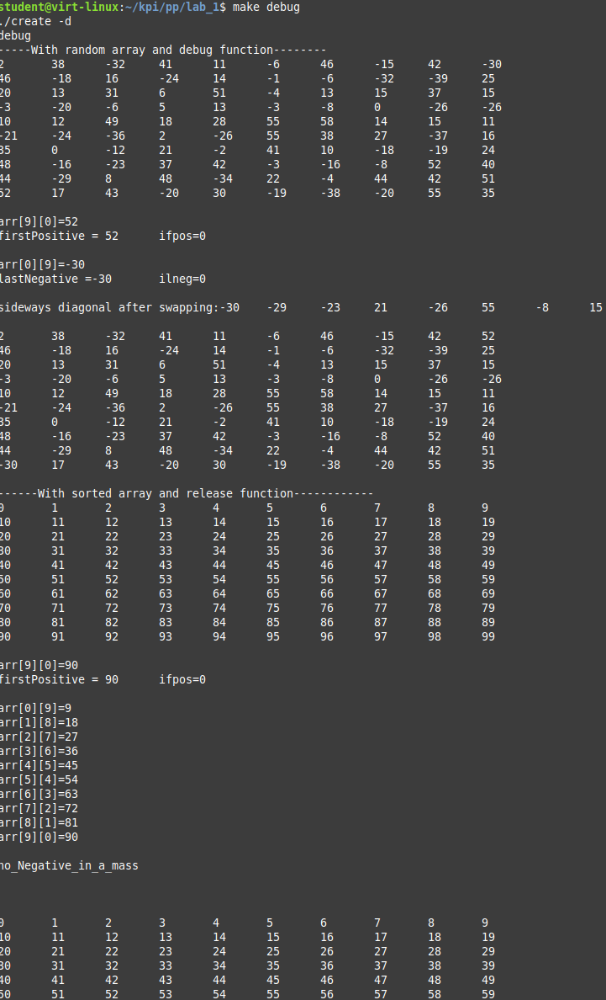 student@virt-linux:~/kpi/pp/lab_1$ make debug
./create -d
debug
-----With random array and debug function--------
2 38 -32 41 11 -6 46 -15 42 -30
46 -18 16 -24 14 -1 -6 -32 -39 25
20 13 31 6 51 -4 13 15 37 15
-3 -20 -6 5 13 -3 -8 0 -26 -26
10 12 49 18 28 55 58 14 15 11
-21 -24 -36 2 -26 55 38 27 -37 16
35 0 -12 21 -2 41 10 -18 -19 24
48 -16 -23 37 42 -3 -16 -8 52 40
44 -29 8 48 -34 22 -4 44 42 51
52 17 43 -20 30 -19 -38 -20 55 35
arr[9][0]=52
firstPositive = 52 ifpos=0
arr[0][9]=-30
lastNegative =-30 ilneg=0
sideways diagonal after swapping:-30 -29 -23 21 -26 55 -8 15
2 38 -32 41 11 -6 46 -15 42 52
46 -18 16 -24 14 -1 -6 -32 -39 25
20 13 31 6 51 -4 13 15 37 15
-3 -20 -6 5 13 -3 -8 0 -26 -26
10 12 49 18 28 55 58 14 15 11
-21 -24 -36 2 -26 55 38 27 -37 16
35 0 -12 21 -2 41 10 -18 -19 24
48 -16 -23 37 42 -3 -16 -8 52 40
44 -29 8 48 -34 22 -4 44 42 51
-30 17 43 -20 30 -19 -38 -20 55 35
------With sorted array and release function------------
0 1 2 3 4 5 6 7 8 9
10 11 12 13 14 15 16 17 18 19
20 21 22 23 24 25 26 27 28 29
30 31 32 33 34 35 36 37 38 39
40 41 42 43 44 45 46 47 48 49
50 51 52 53 54 55 56 57 58 59
60 61 62 63 64 65 66 67 68 69
70 71 72 73 74 75 76 77 78 79
80 81 82 83 84 85 86 87 88 89
90 91 92 93 94 95 96 97 98 99
arr[9][0]=90
firstPositive = 90 ifpos=0
arr[0][9]=9
arr[1][8]=18
arr[2][7]=27
arr[3][6]=36
arr[4][5]=45
arr[5][4]=54
arr[6][3]=63
arr[7][2]=72
arr[8][1]=81
arr[9][0]=90
no_Negative_in_a_mass
0 1 2 3 4 5 6 7 8 9
10 11 12 13 14 15 16 17 18 19
20 21 22 23 24 25 26 27 28 29
30 31 32 33 34 35 36 37 38 39
40 41 42 43 44 45 46 47 48 49
50 51 52 53 54 55 56 57 58 59